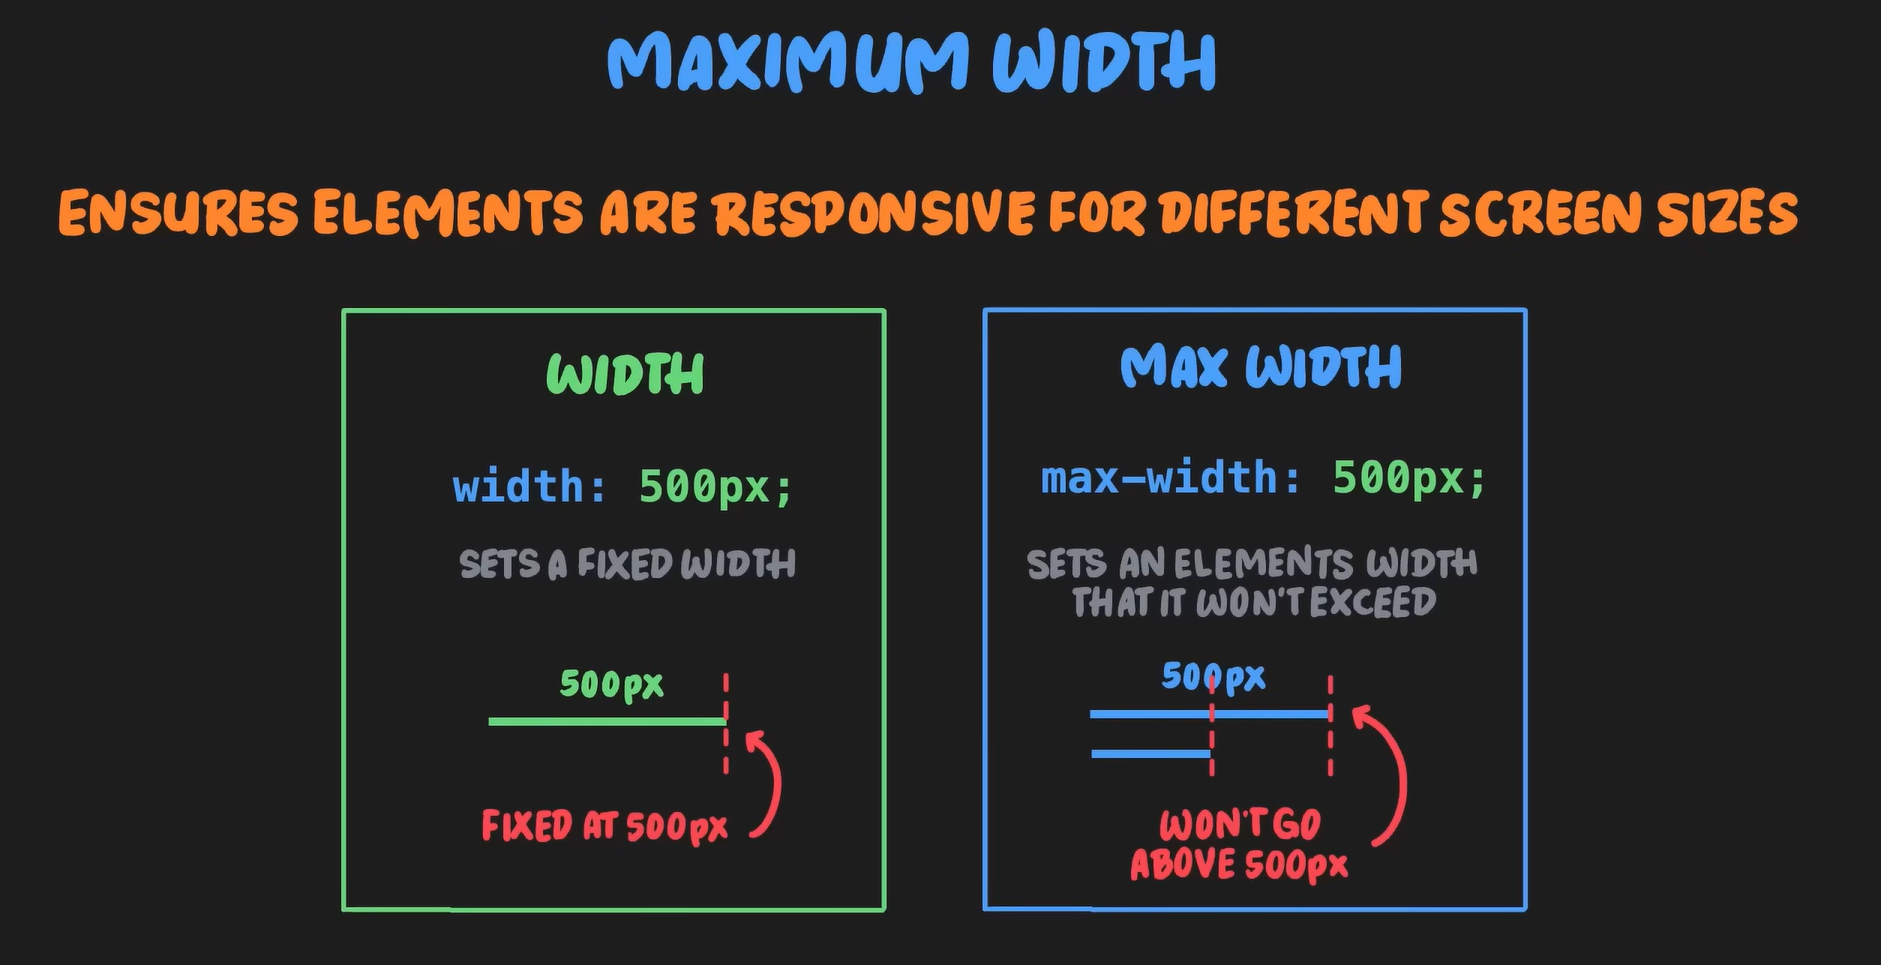 MAXIMUM WIDTH
ENSURES ELEMENTS ARE RESPONSIVE FOR DIFFERENT SCREEN SIZES
WIDTH
width: 500px;
SETS A FIXED WIDTH
500px
FIXED AT 500px
MAX WIDTH
max-width: 500px;
SETS AN ELEMENTS WIDTH
THAT IT WON'T EXCEED
500px
WON'T GO
ABOVE 500px